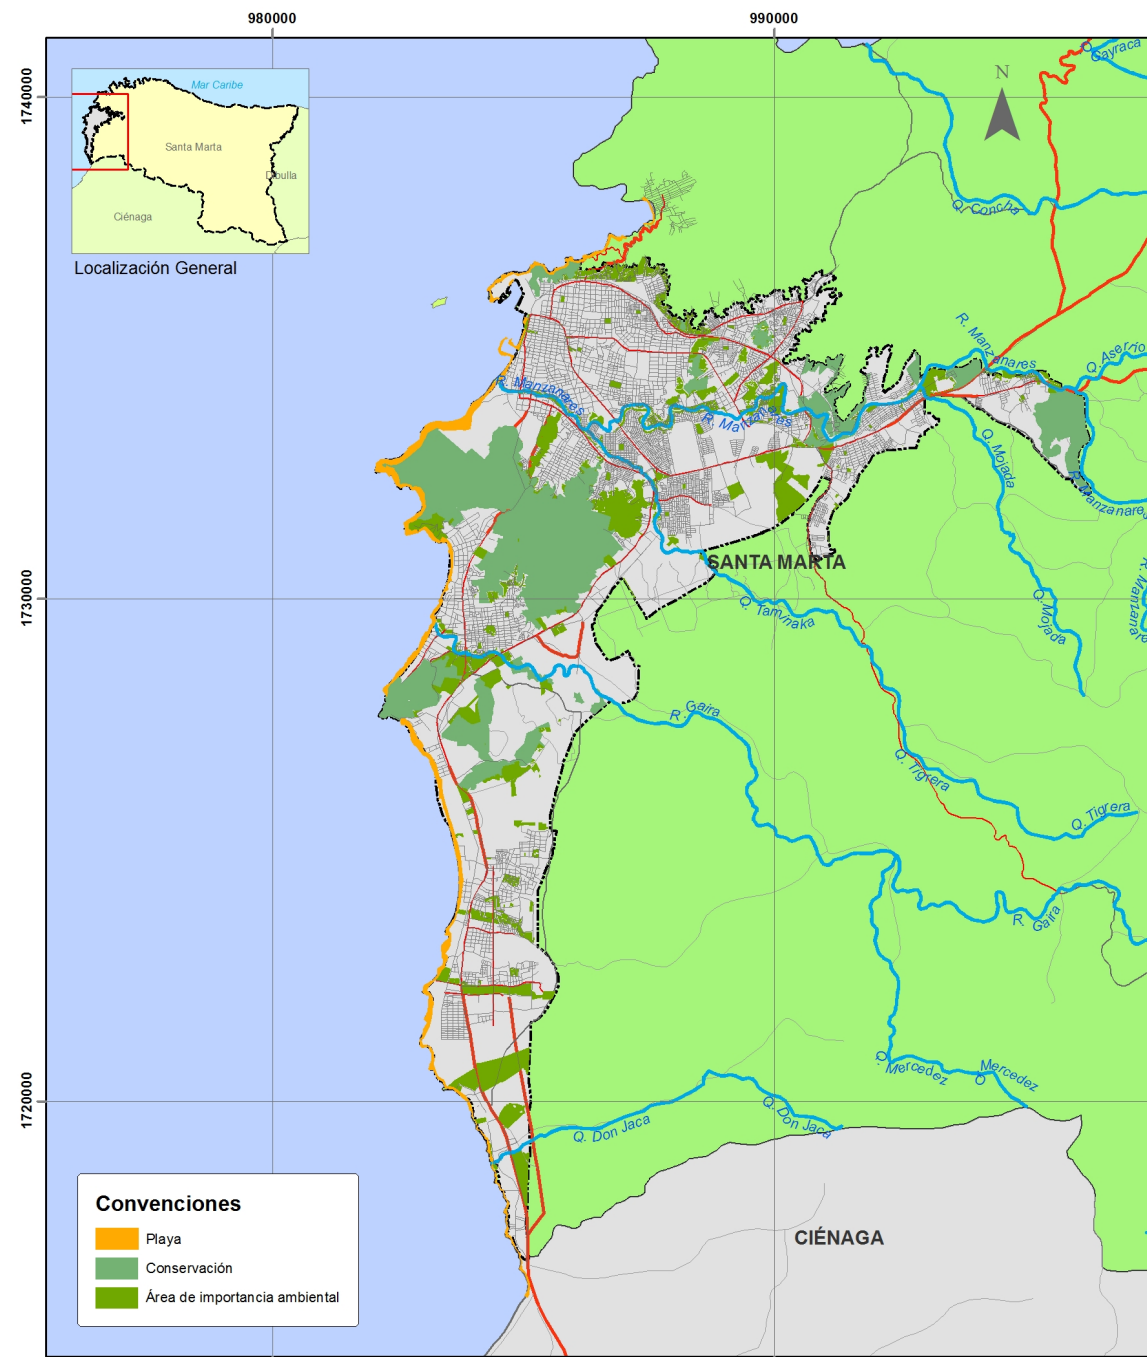 980000
990000
1740000
1730000
1720000
Mar Caribe
Santa Marta
Dibulla
Ciénaga
Localización General
N
Q. Gayraca
Q. Concha
R. Manzanares
Q. Aserrío
R. Manzanares
R. Manzanares
Q. Mojada
R. Manzanares
SANTA MARTA
Q. Tamnaka
Q. Mojada
R. Manzanare
R. Gaira
Q. Tigrera
Q. Tigrera
R. Gaira
Q. Mercedez
Q Mercedez
Q. Don Jaca
Q. Don Jaca
CIÉNAGA
Convenciones
Playa
Conservación
Área de importancia ambiental